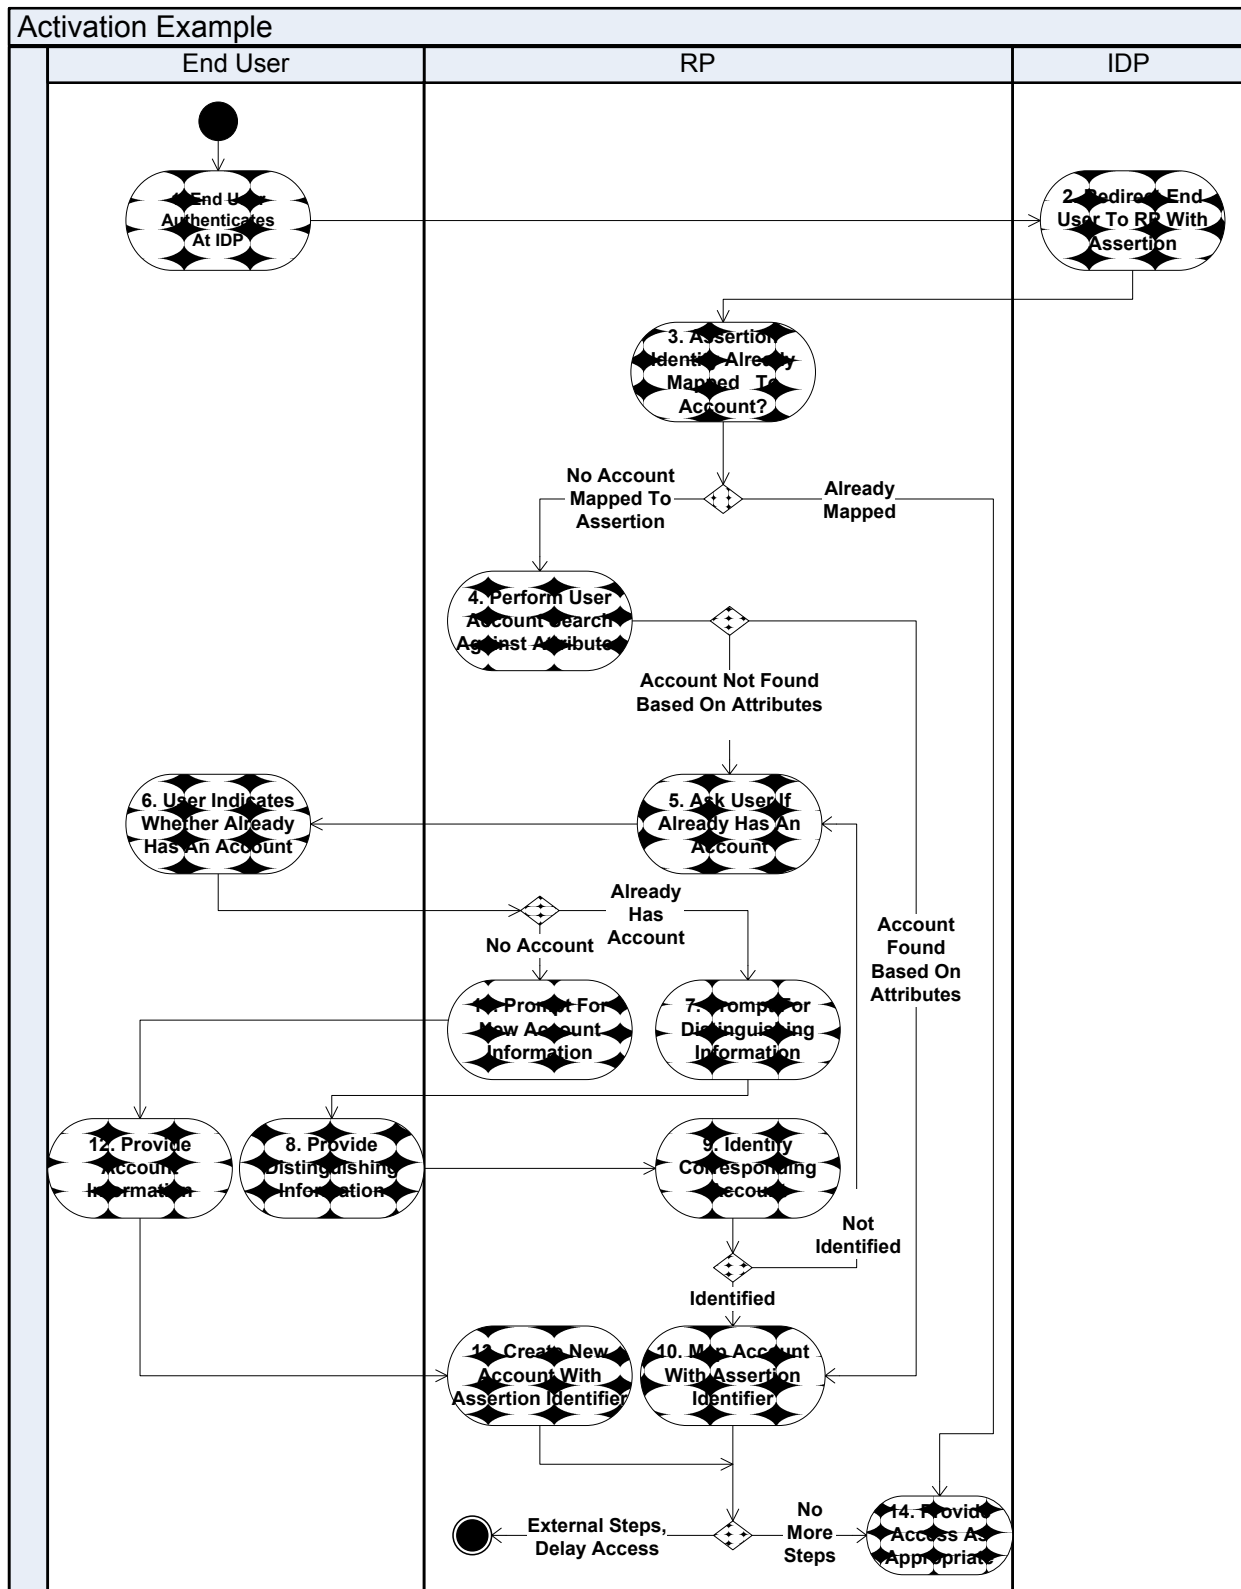 Activation Example
End User
RP
IDP
1. End User
Authenticates
At IDP
2. Redirect End
User To RP With
Assertion
3. Assertion
Identity Already
Mapped To
Account?
No Account
Mapped To
Assertion
Already
Mapped
4. Perform User
Account Search
Against Attributes
Account Not Found
Based On Attributes
6. User Indicates
Whether Already
Has An Account
5. Ask User If
Already Has An
Account
Already
Has
Account
No Account
Account
Found
Based On
Attributes
11. Prompt For
New Account
Information
7. Prompt For
Distinguishing
Information
12. Provide
Account
Information
8. Provide
Distinguishing
Information
9. Identify
Corresponding
Account
Not
Identified
Identified
13. Create New
Account With
Assertion Identifier
10. Map Account
With Assertion
Identifier
External Steps,
Delay Access
No
More
Steps
14. Provide
Access As
Appropriate